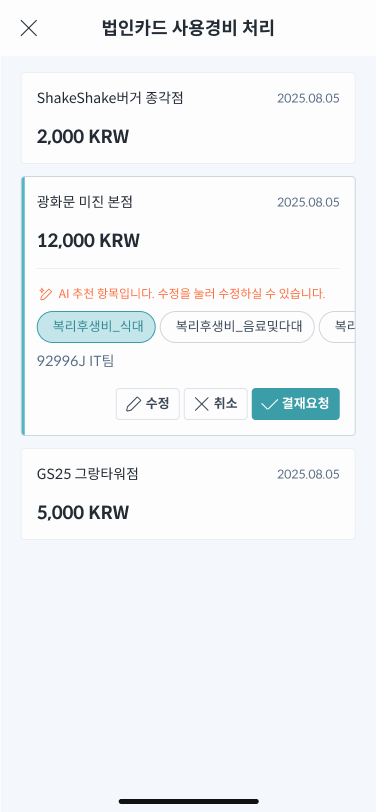 법인카드 사용경비 처리
ShakeShake버거 종각점 2025.08.05
2,000 KRW
광화문 미진 본점 2025.08.05
12,000 KRW
AI 추천 항목입니다. 수정을 눌러 수정하실 수 있습니다.
복리후생비_식대 복리후생비_음료및다대 복리
92996J IT팀
수정 취소 결재요청
GS25 그랑타워점 2025.08.05
5,000 KRW